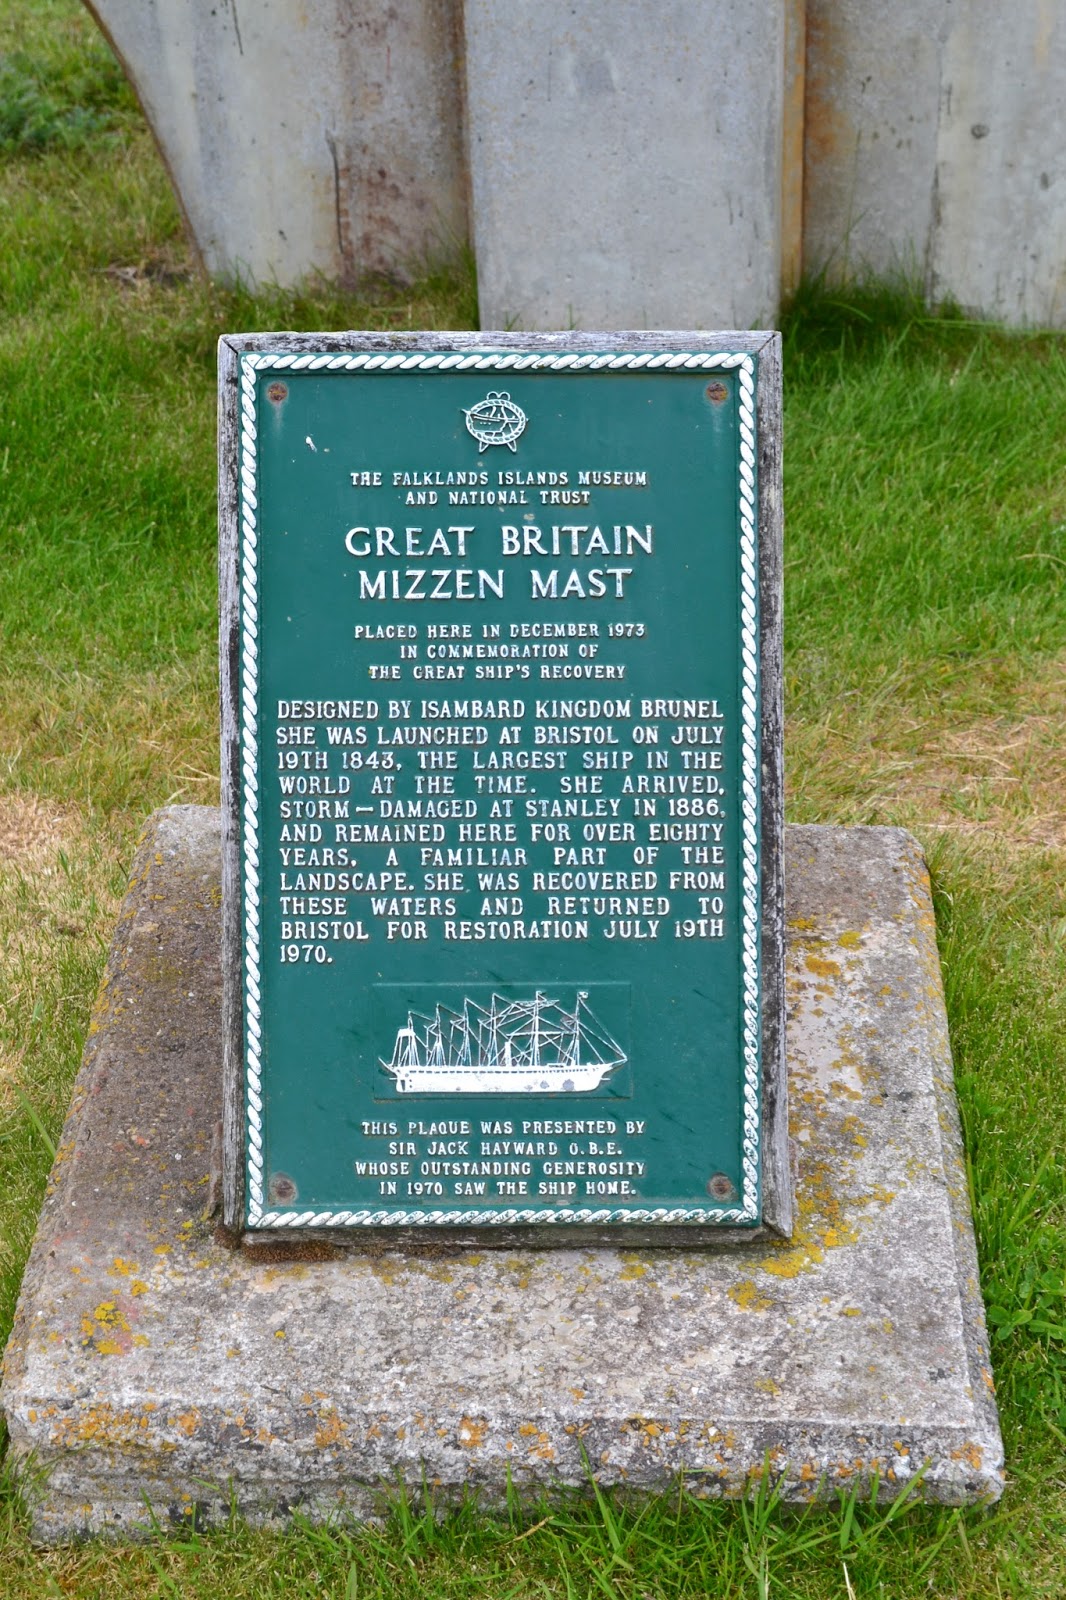 THE FALKLANDS ISLANDS MUSEUM
AND NATIONAL TRUST
GREAT BRITAIN
MIZZEN MAST
PLACED HERE IN DECEMBER 1973
IN COMMEMORATION OF
THE GREAT SHIP'S RECOVERY
DESIGNED BY ISAMBARD KINGDOM BRUNEL
SHE WAS LAUNCHED AT BRISTOL ON JULY
19TH 1843, THE LARGEST SHIP IN THE
WORLD AT THE TIME. SHE ARRIVED,
STORM – DAMAGED AT STANLEY IN 1886,
AND REMAINED HERE FOR OVER EIGHTY
YEARS, A FAMILIAR PART OF THE
LANDSCAPE. SHE WAS RECOVERED FROM
THESE WATERS AND RETURNED TO
BRISTOL FOR RESTORATION JULY 19TH
1970.
THIS PLAQUE WAS PRESENTED BY
SIR JACK HAYWARD O.B.E.
WHOSE OUTSTANDING GENEROSITY
IN 1970 SAW THE SHIP HOME.